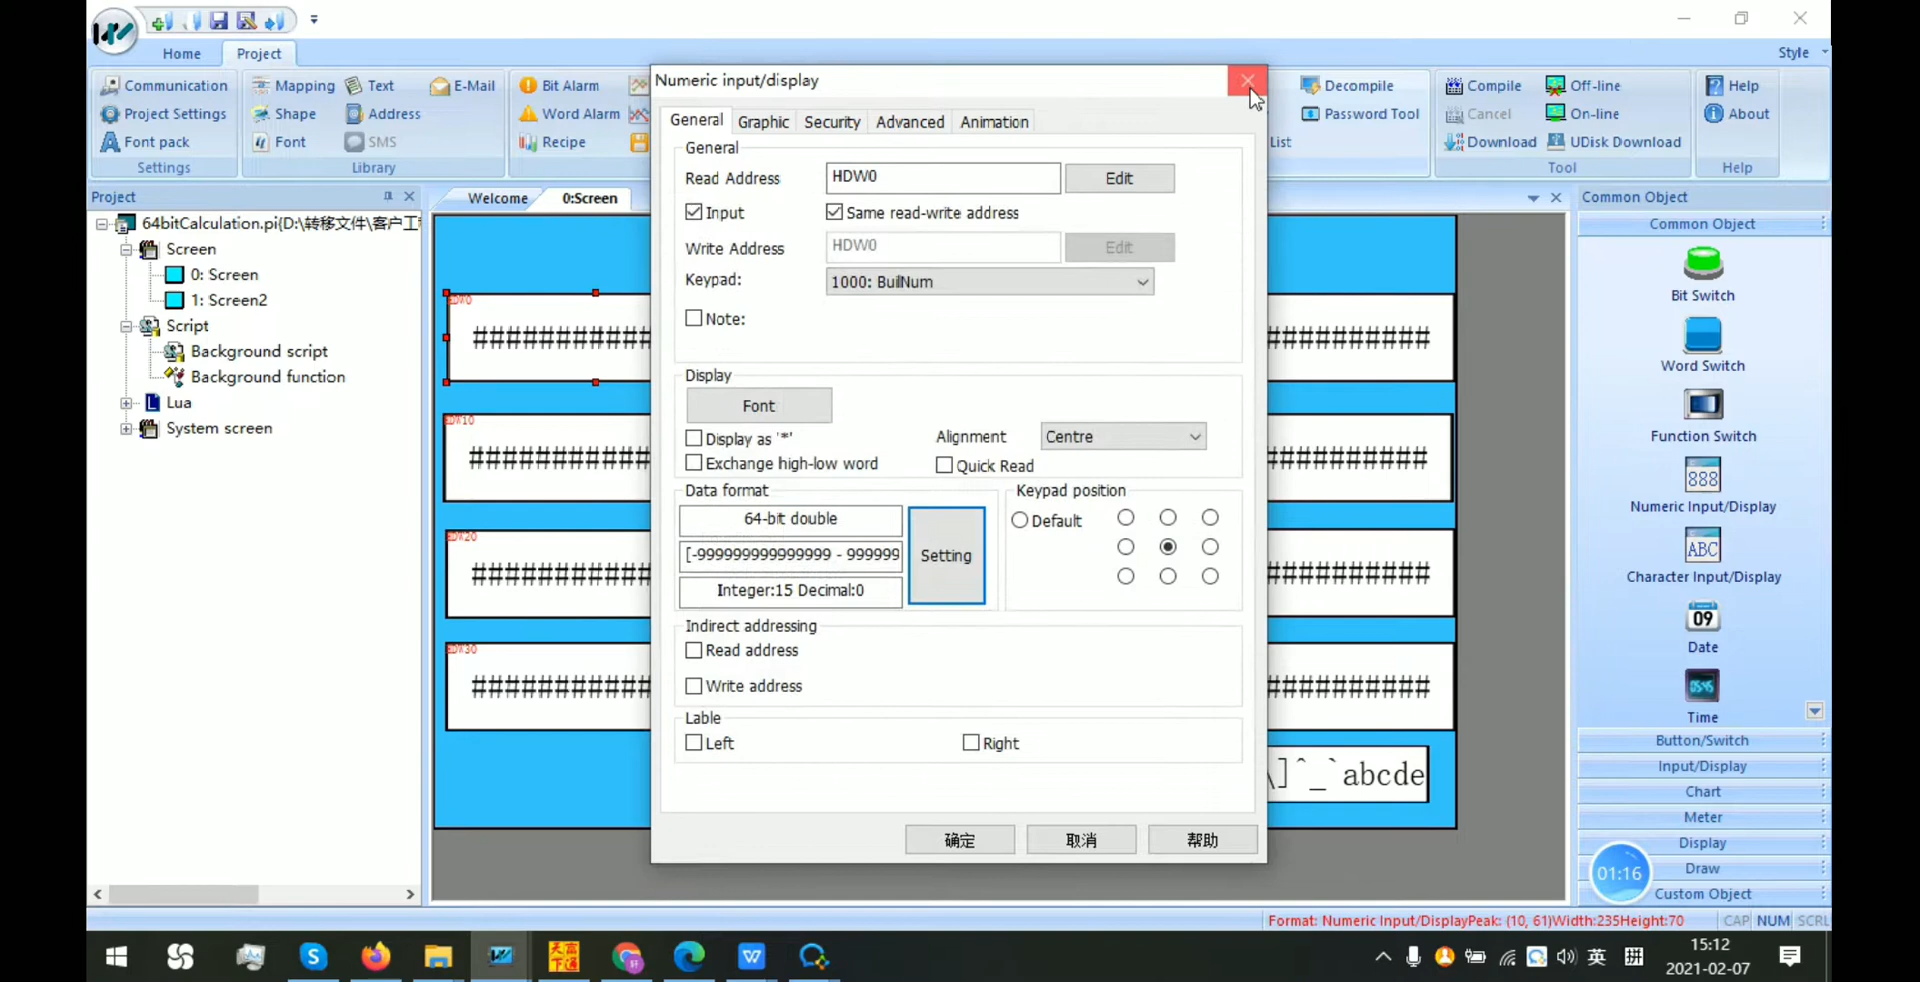 Home
Project
Style
Communication
Mapping
Text
E-Mail
Bit Alarm
Decompile
Compile
Off-line
Help
Project Settings
Shape
Address
Word Alarm
Password Tool
Cancel
On-line
About
Font pack
Font
SMS
Recipe
List
Download
UDisk Download
Settings
Library
Tool
Help
Project
64bitCalculation.pi{D:\转移文件\客户工
Screen
0: Screen
1: Screen2
Script
Background script
Background function
Lua
System screen
Welcome
0:Screen
HDW0
###############
HDW10
###############
HDW20
###############
HDW30
###############
##############
##############
##############
##############
\]^_`abcde
Numeric input/display
General
Graphic
Security
Advanced
Animation
General
Read Address
HDW0
Edit
Input
Same read-write address
Write Address
HDW0
Edit
Keypad:
1000: BuilNum
Note:
Display
Font
Display as '*'
Alignment
Centre
Exchange high-low word
Quick Read
Data format
64-bit double
[-999999999999999 - 999999
Integer:15 Decimal:0
Setting
Keypad position
Default
Indirect addressing
Read address
Write address
Lable
Left
Right
确定
取消
帮助
Common Object
Common Object
Bit Switch
Word Switch
Function Switch
888
Numeric Input/Display
ABC
Character Input/Display
09
Date
05:45
Time
Button/Switch
Input/Display
Chart
Meter
Display
Draw
Custom Object
01:16
Format: Numeric Input/DisplayPeak: (10, 61)Width:235Height:70
CAP
NUM
SCRL
英
拼
15:12
2021-02-07